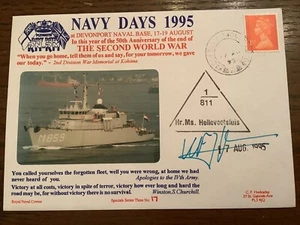 NAVY DAYS 1995
at DEVONPORT NAVAL BASE, 17-19 AUGUST
In this year of the 50th Anniversary of the end of
THE SECOND WORLD WAR
"When you go home, tell them of us and say, for your tomorrow, we gave
our today." - 2nd Division War Memorial at Kohima
M859
1
811
Hr. Ms. Hellevoetsluis
17 AUG 1995
You called yourselves the forgotten fleet, well you were wrong, at home we had
never heard of you.
Apologies to the IVth Army.
Victory at all costs, victory in spite of terror, victory how ever long and hard the
road may be, for without victory there is no survival.
Winston, S. Churchill.
Royal Naval Covers
Specials Series Three No. 17